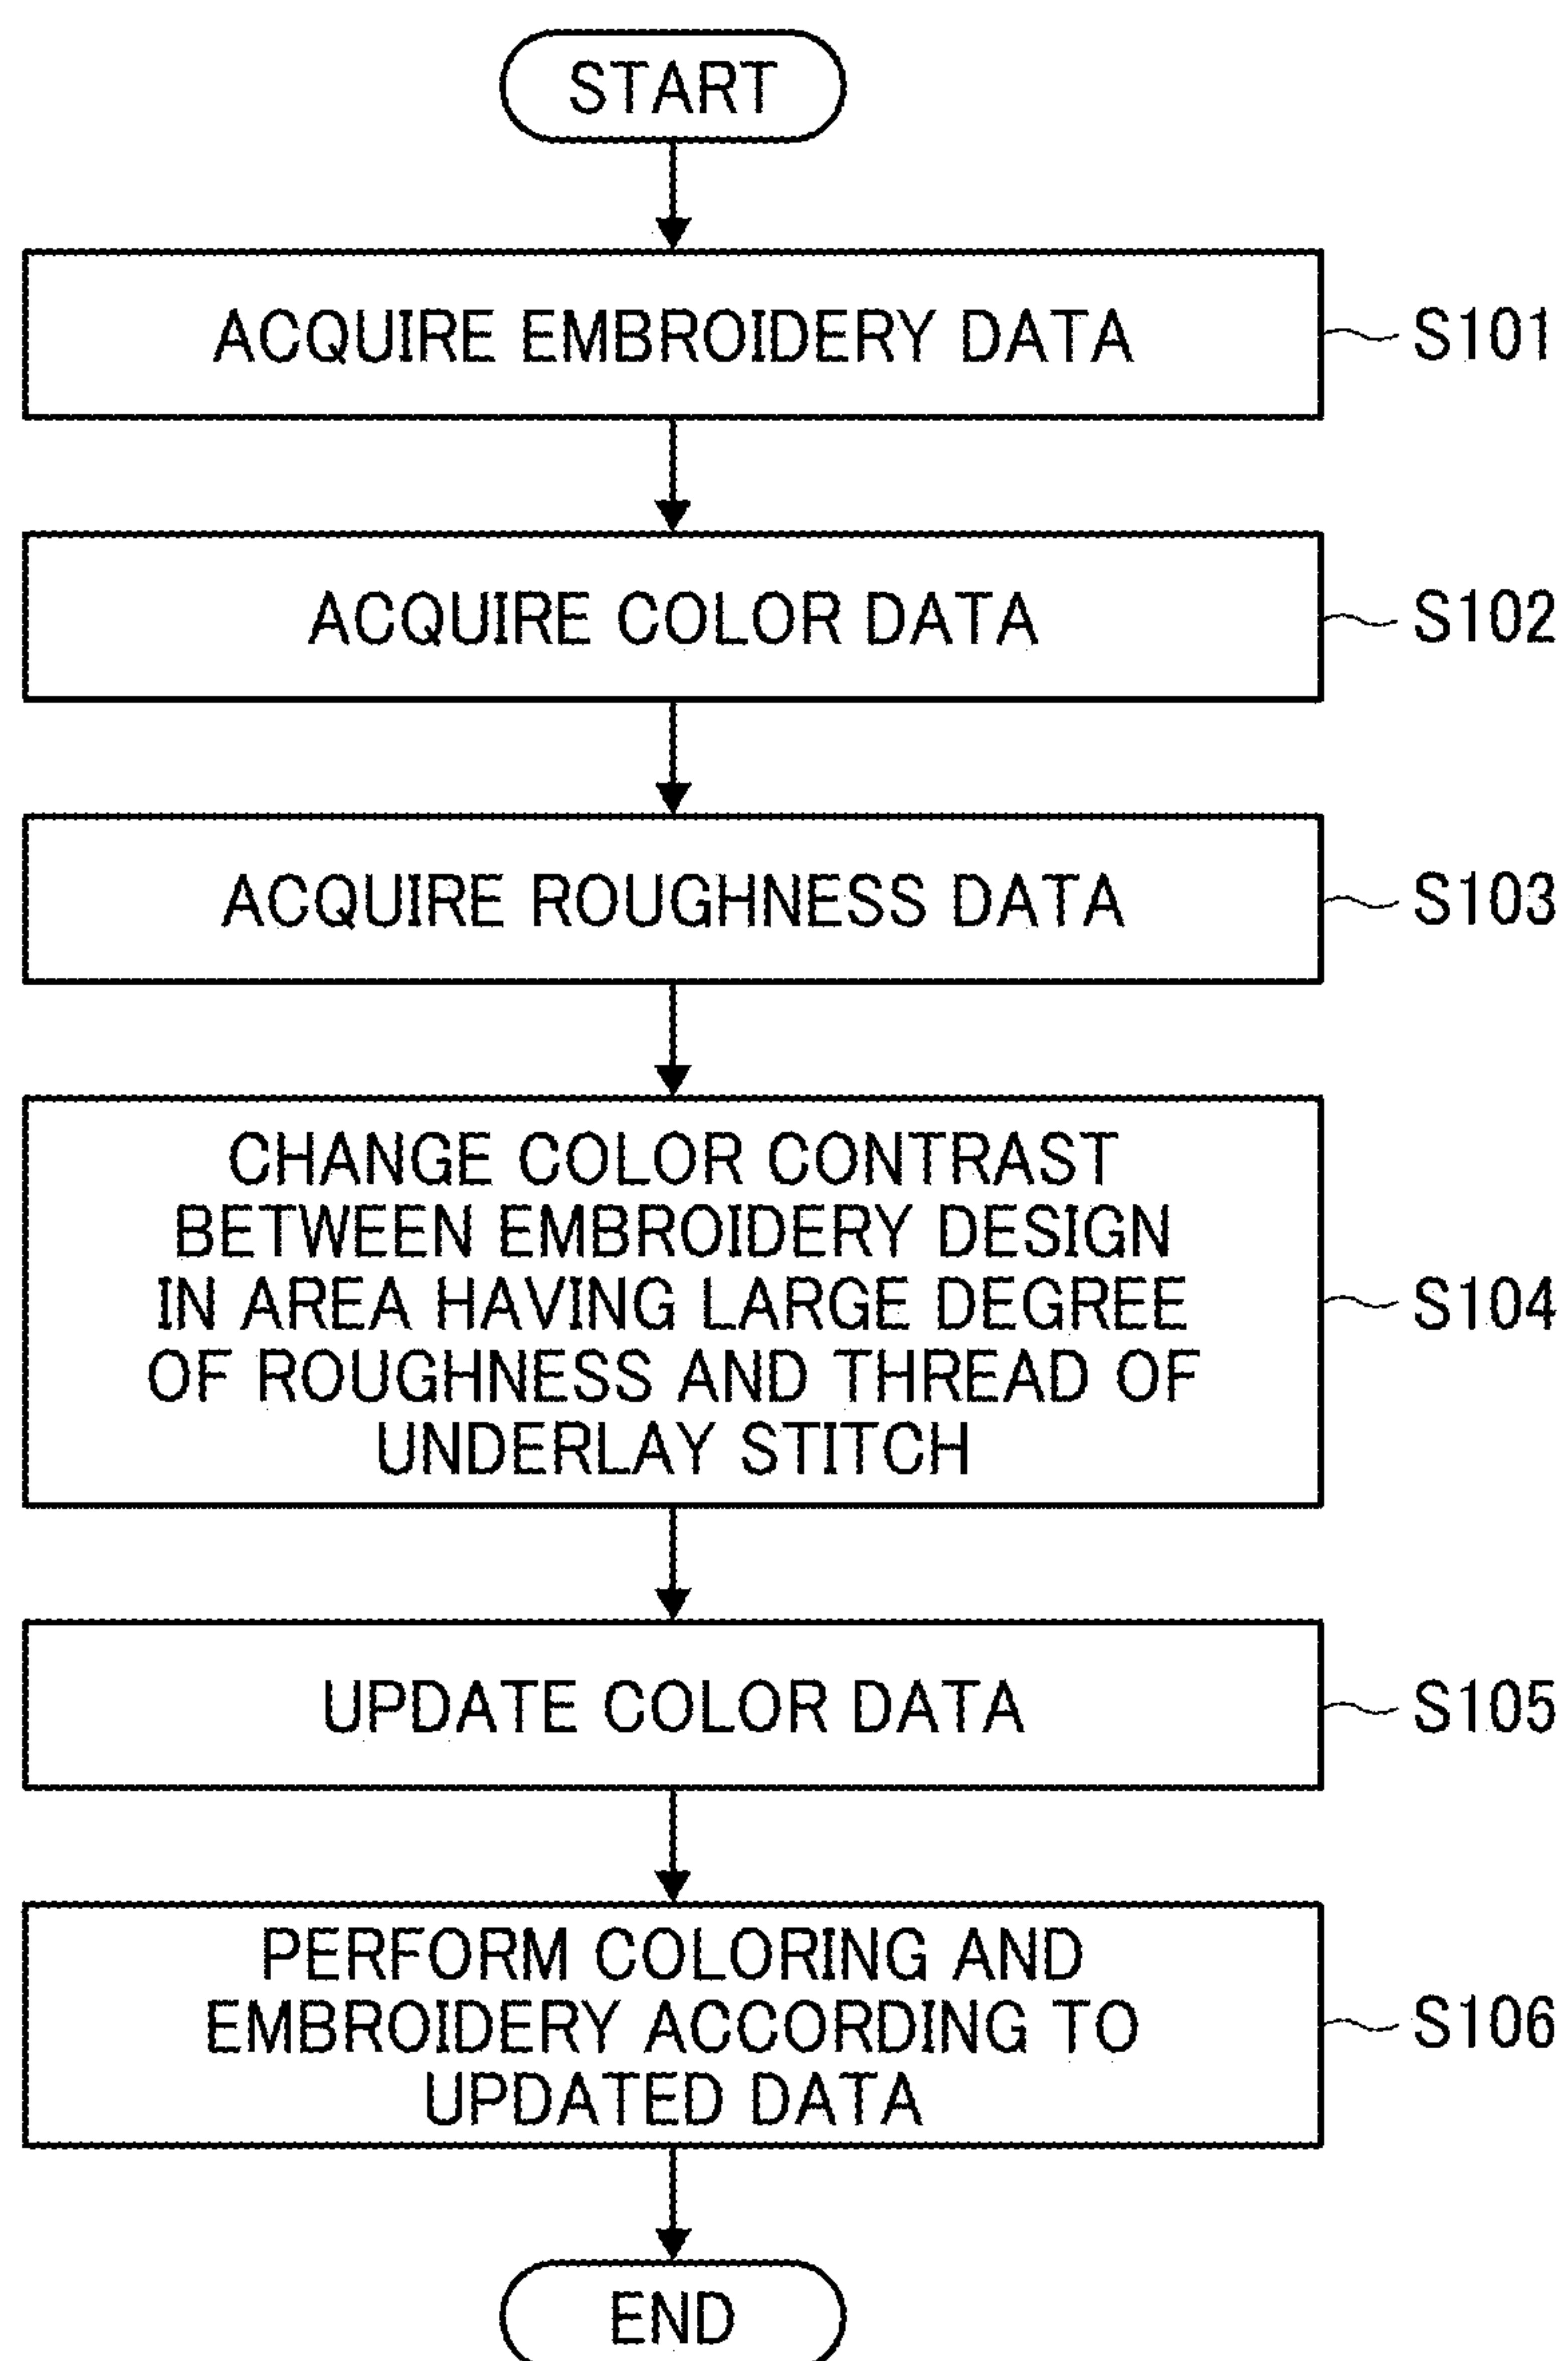 START
ACQUIRE EMBROIDERY DATA
S101
ACQUIRE COLOR DATA
S102
ACQUIRE ROUGHNESS DATA
S103
CHANGE COLOR CONTRAST
BETWEEN EMBROIDERY DESIGN
IN AREA HAVING LARGE DEGREE
OF ROUGHNESS AND THREAD OF
UNDERLAY STITCH
S104
UPDATE COLOR DATA
S105
PERFORM COLORING AND
EMBROIDERY ACCORDING TO
UPDATED DATA
S106
END